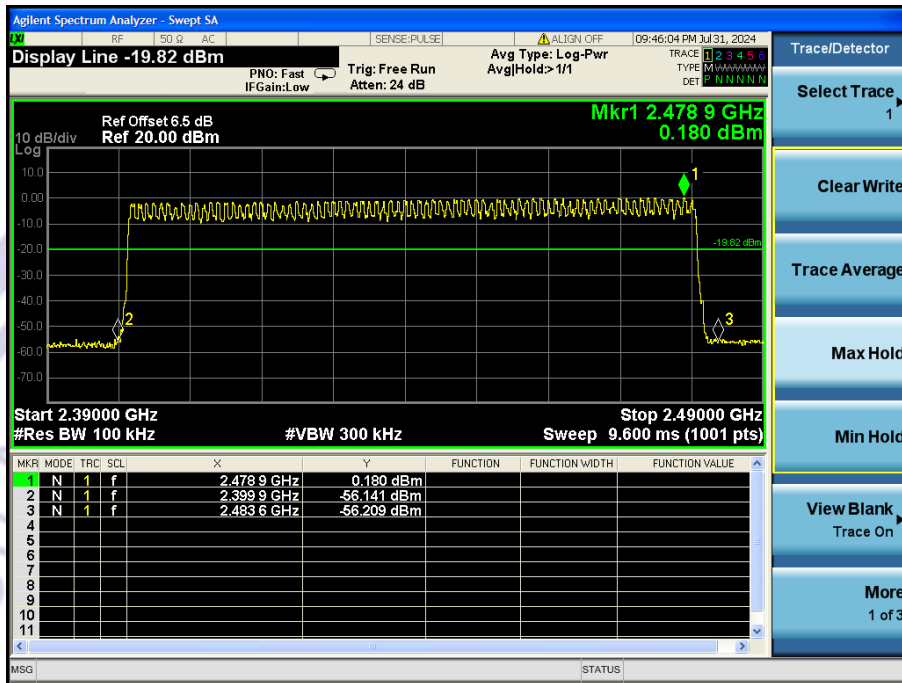 Agilent Spectrum Analyzer - Swept SA
LXI RF 50 Ω AC SENSE:PULSE ALIGN OFF 09:46:04 PM Jul 31, 2024
Display Line -19.82 dBm
PNO: Fast
IFGain:Low
Trig: Free Run
Atten: 24 dB
Avg Type: Log-Pwr
Avg|Hold:>1/1
TRACE 1 2 3 4 5 6
TYPE M W W W W W
DET P N N N N N
Mkr1 2.478 9 GHz
0.180 dBm
Ref Offset 6.5 dB
10 dB/div Ref 20.00 dBm
Log
10.0
0.00
-10.0
-20.0
-30.0
-40.0
-50.0
-60.0
-70.0
1
-19.82 dBm
2
3
Start 2.39000 GHz Stop 2.49000 GHz
#Res BW 100 kHz #VBW 300 kHz Sweep 9.600 ms (1001 pts)
MKR MODE TRC SCL X Y FUNCTION FUNCTION WIDTH FUNCTION VALUE
1 N 1 f 2.478 9 GHz 0.180 dBm
2 N 1 f 2.399 9 GHz -56.141 dBm
3 N 1 f 2.483 6 GHz -56.209 dBm
4
5
6
7
8
9
10
11
MSG STATUS
Trace/Detector
Select Trace
1
Clear Write
Trace Average
Max Hold
Min Hold
View Blank
Trace On
More
1 of 3